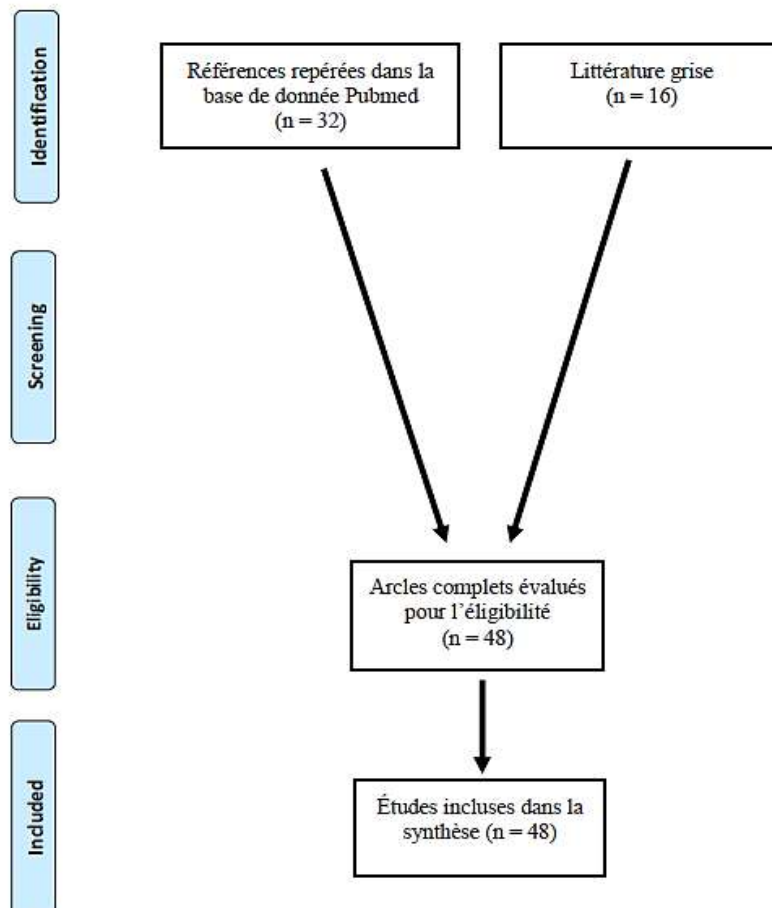 Identification
Références repérées dans la
base de donnée Pubmed
(n = 32)
Littérature grise
(n = 16)
Screening
Eligibility
Arcles complets évalués
pour l'éligibilité
(n = 48)
Included
Études incluses dans la
synthèse (n = 48)